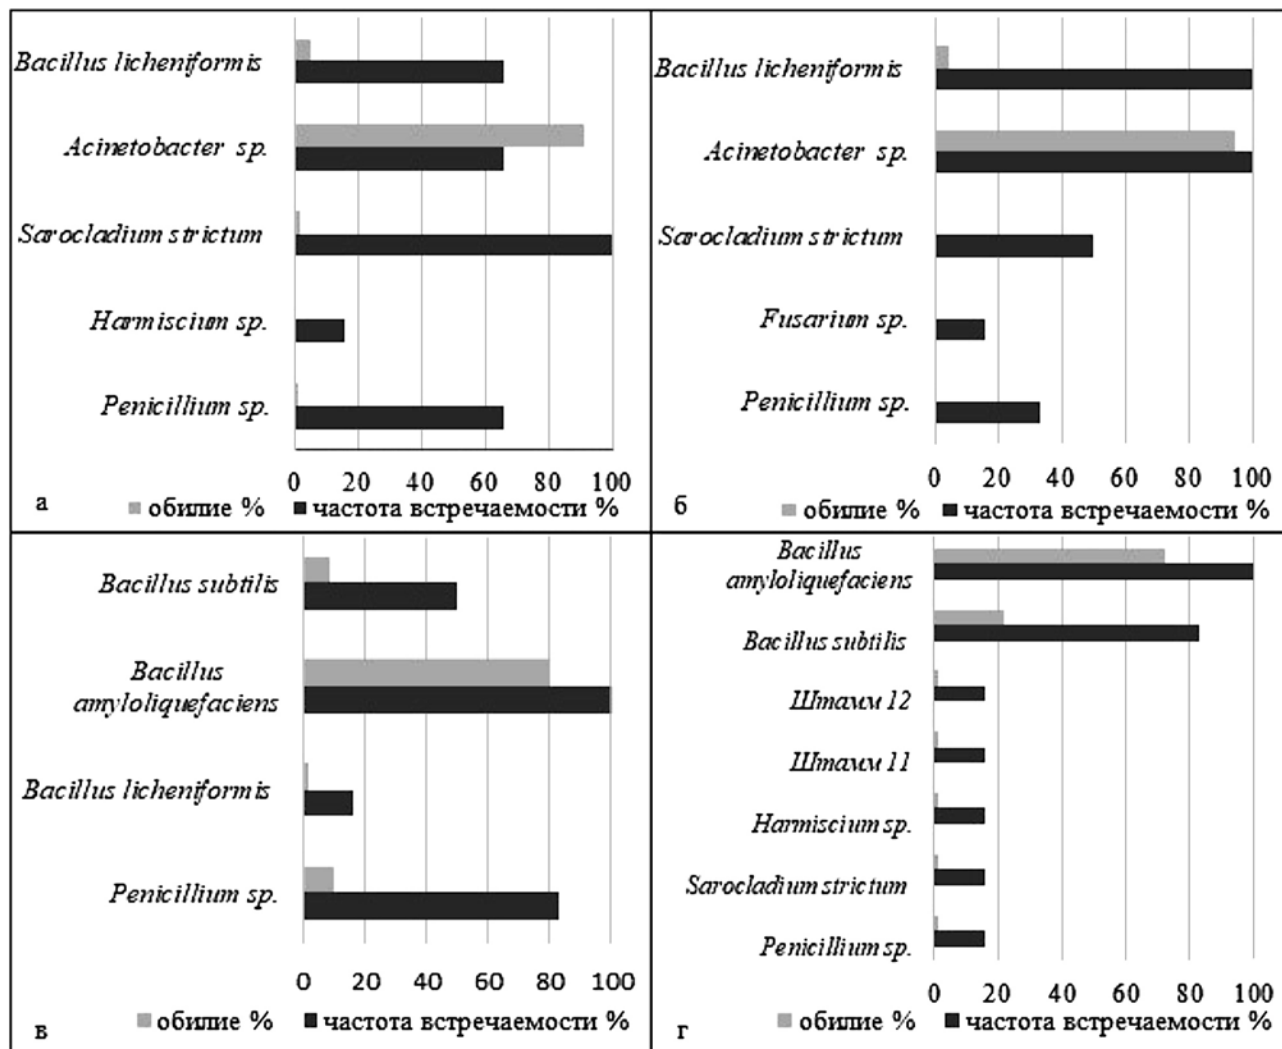 Bacillus licheniformis
Acinetobacter sp.
Sarocladium strictum
Harmiscium sp.
Penicillium sp.
0 20 40 60 80 100
а обилие % частота встречаемости %
Bacillus licheniformis
Acinetobacter sp.
Sarocladium strictum
Fusarium sp.
Penicillium sp.
0 20 40 60 80 100
б обилие % частота встречаемости %
Bacillus subtilis
Bacillus
amyloliquefaciens
Bacillus licheniformis
Penicillium sp.
0 20 40 60 80 100
в обилие % частота встречаемости %
Bacillus
amyloliquefaciens
Bacillus subtilis
Штамм 12
Штамм 11
Harmiscium sp.
Sarocladium strictum
Penicillium sp.
0 20 40 60 80 100
г обилие % частота встречаемости %